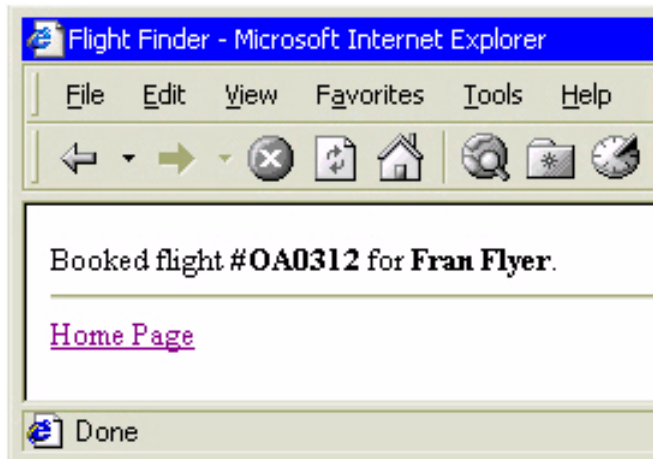 Flight Finder - Microsoft Internet Explorer
File Edit View Favorites Tools Help
Booked flight #OA0312 for Fran Flyer.
Home Page
Done